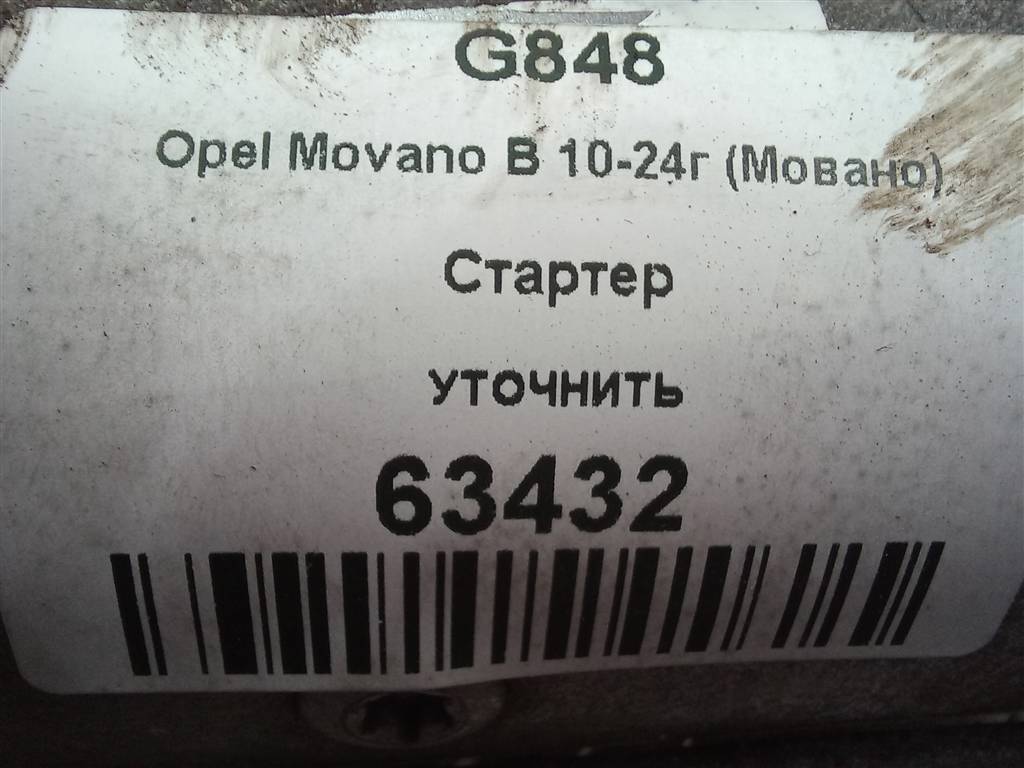 G848
Opel Movano B 10-24г (Мовано)
Стартер
уточнить
63432